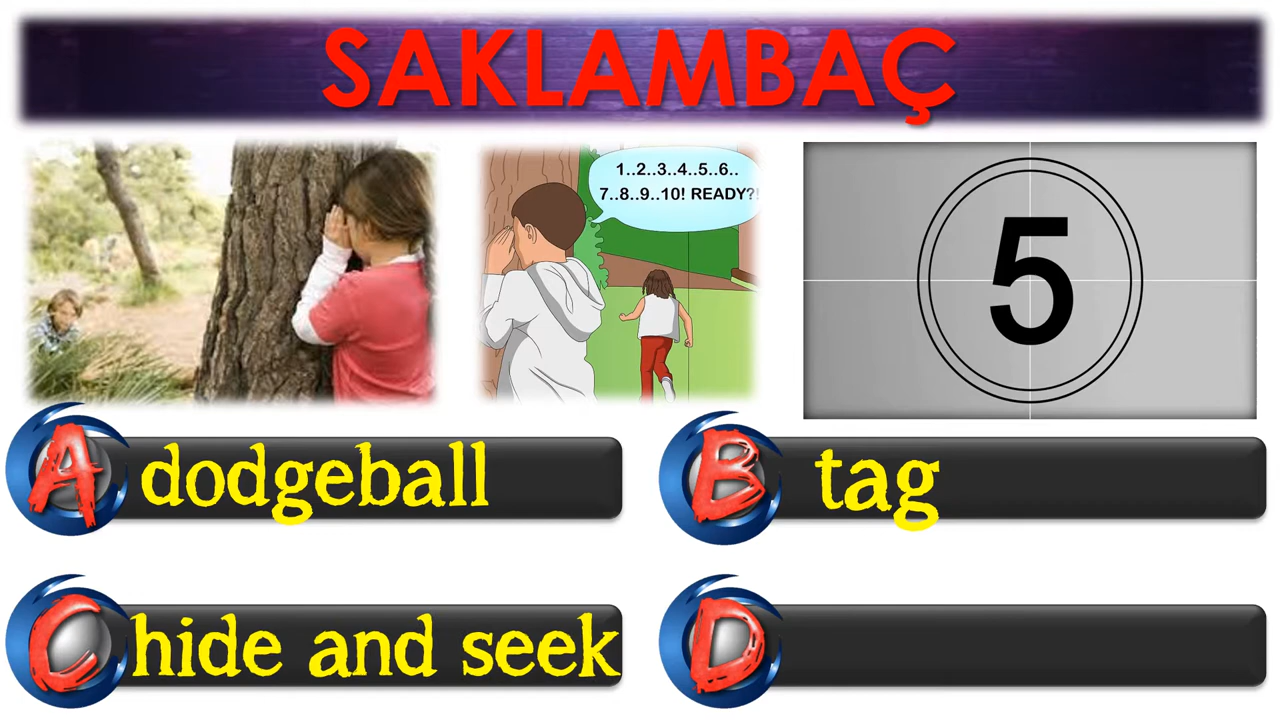 SAKLAMBAÇ
1..2..3..4..5..6..
7..8..9..10! READY?!
5
A dodgeball
B tag
C hide and seek
D